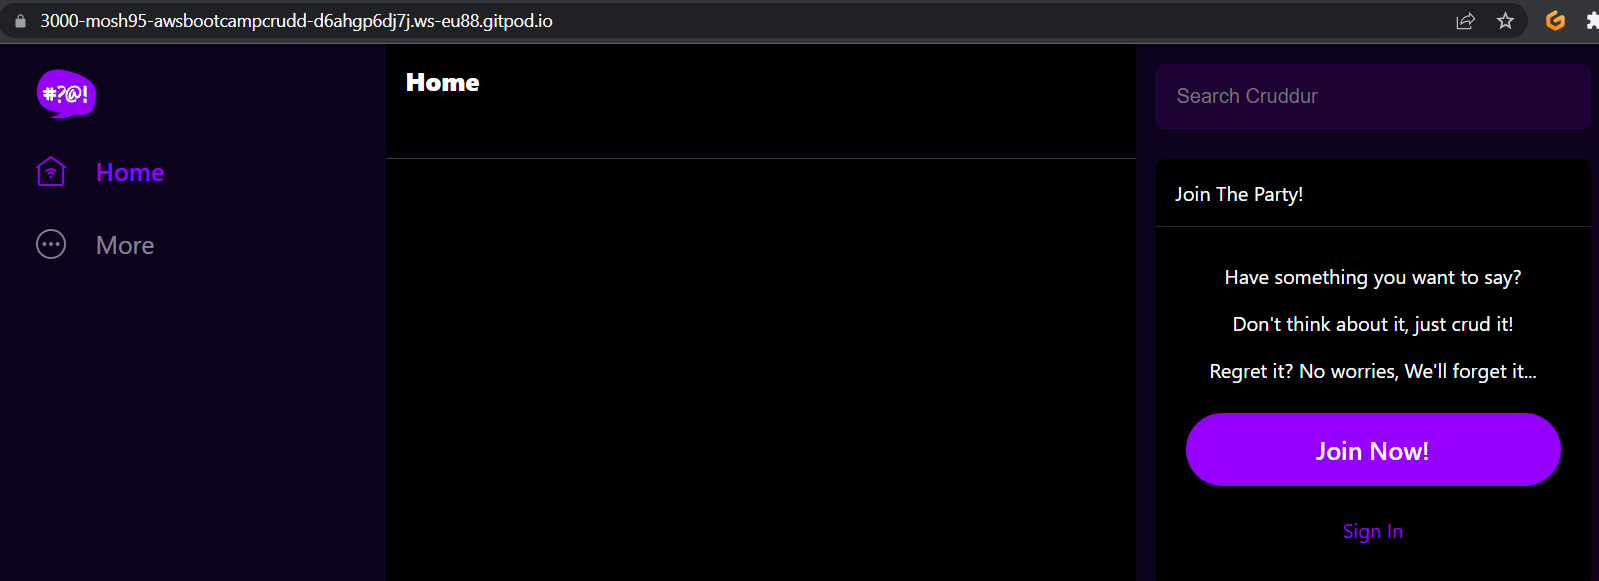 3000-mosh95-awsbootcampcrudd-d6ahgp6dj7j.ws-eu88.gitpod.io
#?@!
Home
More
Home
Search Cruddur
Join The Party!
Have something you want to say?
Don't think about it, just crud it!
Regret it? No worries, We'll forget it...
Join Now!
Sign In